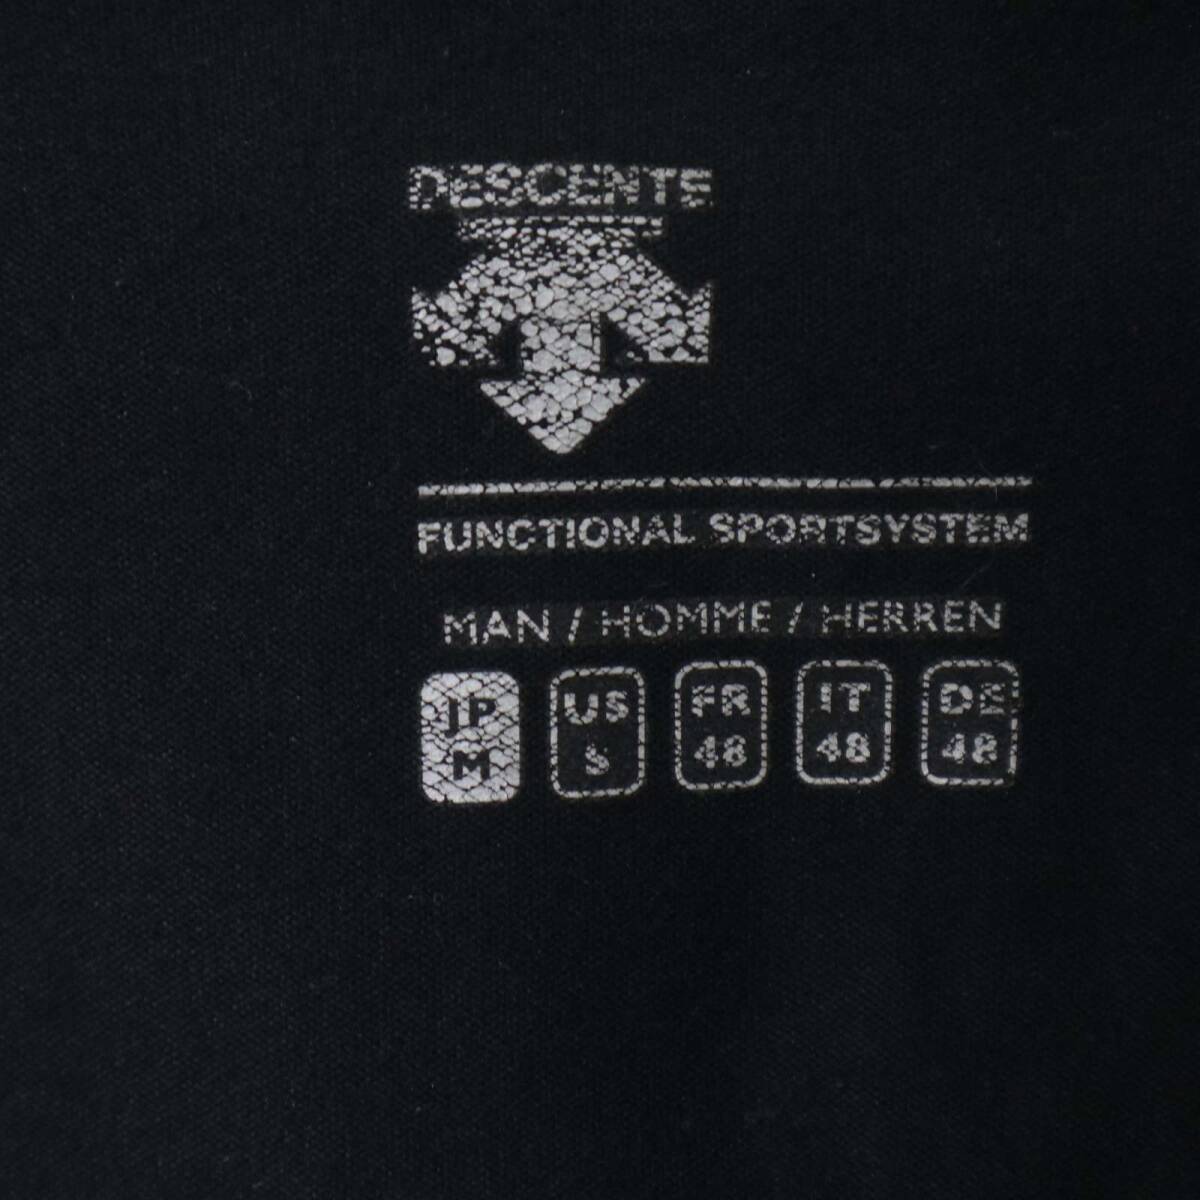 DESCENTE
FUNCTIONAL SPORTSYSTEM
MAN / HOMME / HERREN
JP US FR IT DE
M S 48 48 48